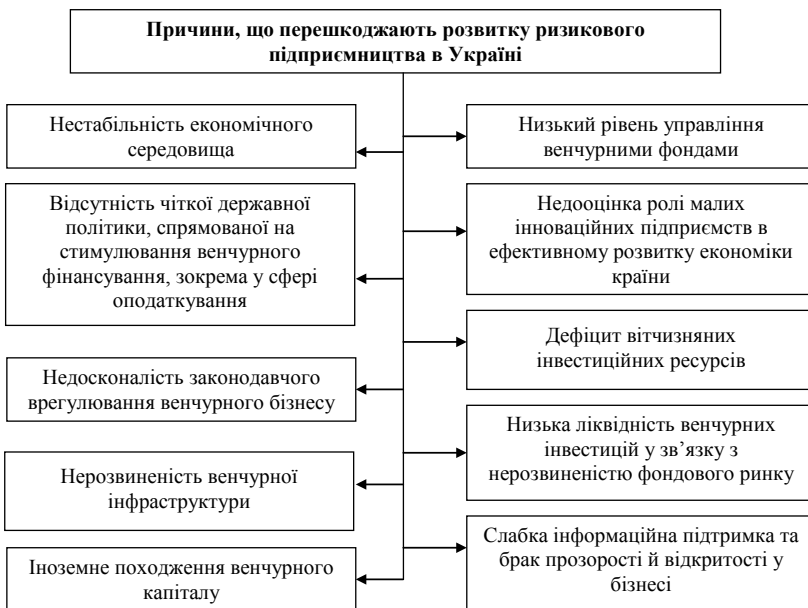 Причини, що перешкоджають розвитку ризикового
підприємництва в Україні
Нестабільність економічного
середовища
Відсутність чіткої державної
політики, спрямованої на
стимулювання венчурного
фінансування, зокрема у сфері
оподаткування
Недосконалість законодавчого
врегулювання венчурного бізнесу
Нерозвиненість венчурної
інфраструктури
Іноземне походження венчурного
капіталу
Низький рівень управління
венчурними фондами
Недооцінка ролі малих
інноваційних підприємств в
ефективному розвитку економіки
країни
Дефіцит вітчизняних
інвестиційних ресурсів
Низька ліквідність венчурних
інвестицій у зв’язку з
нерозвиненістю фондового ринку
Слабка інформаційна підтримка та
брак прозорості й відкритості у
бізнесі